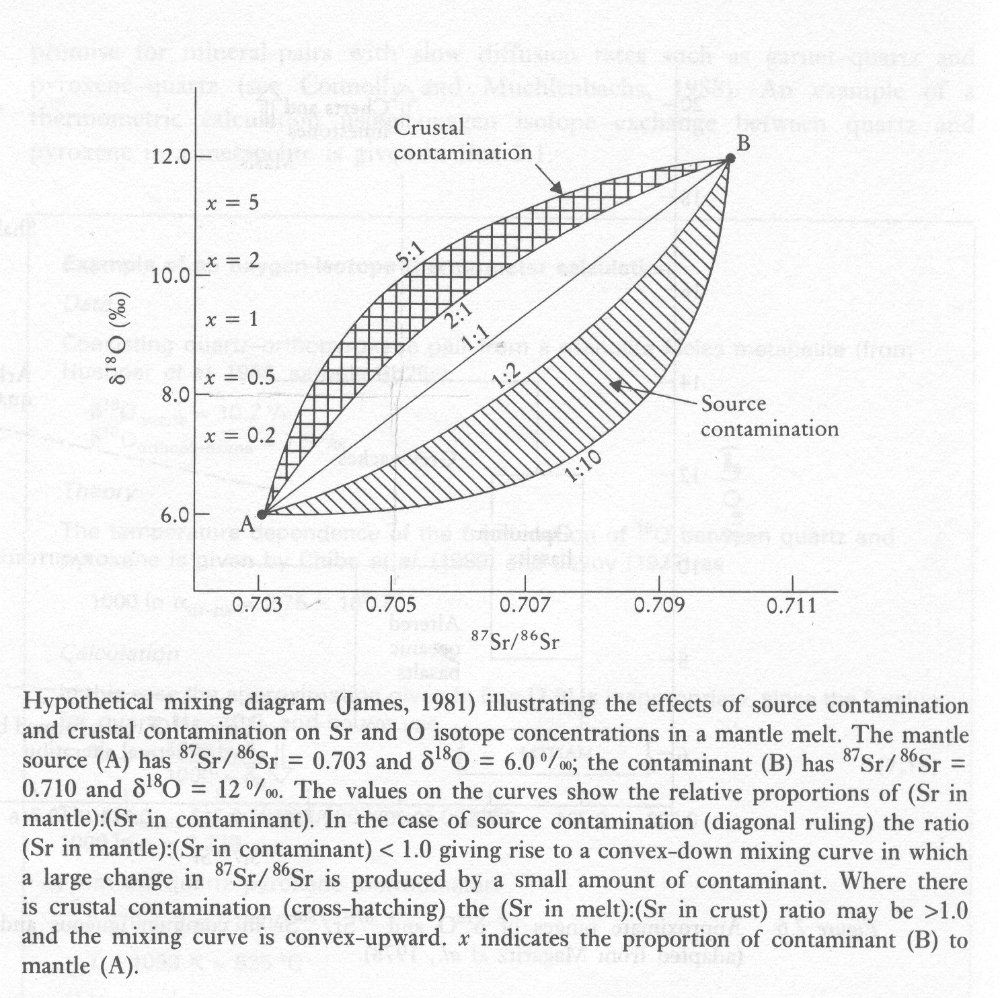 Crustal
contamination
B
12.0
x = 5
5:1
x = 2
10.0
2:1
x = 1
1:1
δ¹⁸O (‰)
1:2
x = 0.5
8.0
Source
contamination
x = 0.2
1:10
6.0
A
0.703 0.705 0.707 0.709 0.711
⁸⁷Sr/⁸⁶Sr
Hypothetical mixing diagram (James, 1981) illustrating the effects of source contamination
and crustal contamination on Sr and O isotope concentrations in a mantle melt. The mantle
source (A) has ⁸⁷Sr/⁸⁶Sr = 0.703 and δ¹⁸O = 6.0 ‰; the contaminant (B) has ⁸⁷Sr/⁸⁶Sr =
0.710 and δ¹⁸O = 12 ‰. The values on the curves show the relative proportions of (Sr in
mantle):(Sr in contaminant). In the case of source contamination (diagonal ruling) the ratio
(Sr in mantle):(Sr in contaminant) < 1.0 giving rise to a convex-down mixing curve in which
a large change in ⁸⁷Sr/⁸⁶Sr is produced by a small amount of contaminant. Where there
is crustal contamination (cross-hatching) the (Sr in melt):(Sr in crust) ratio may be >1.0
and the mixing curve is convex-upward. x indicates the proportion of contaminant (B) to
mantle (A).